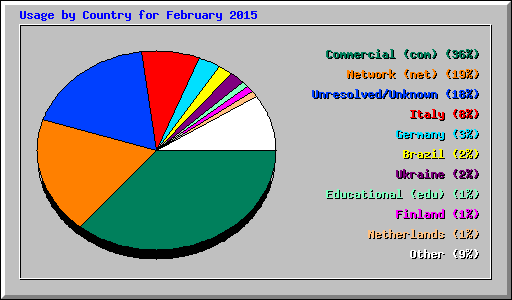 Usage by Country for February 2015
Commercial (com) (36%)
Network (net) (19%)
Unresolved/Unknown (18%)
Italy (8%)
Germany (3%)
Brazil (2%)
Ukraine (2%)
Educational (edu) (1%)
Finland (1%)
Netherlands (1%)
Other (9%)